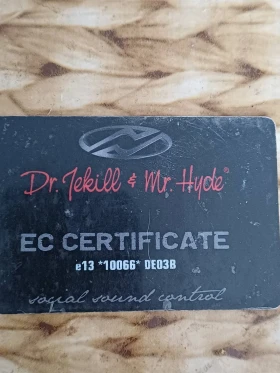 Dr Jekill & Mr. Hyde®
EC CERTIFICATE
e13 *10066* DE03B
social sound control